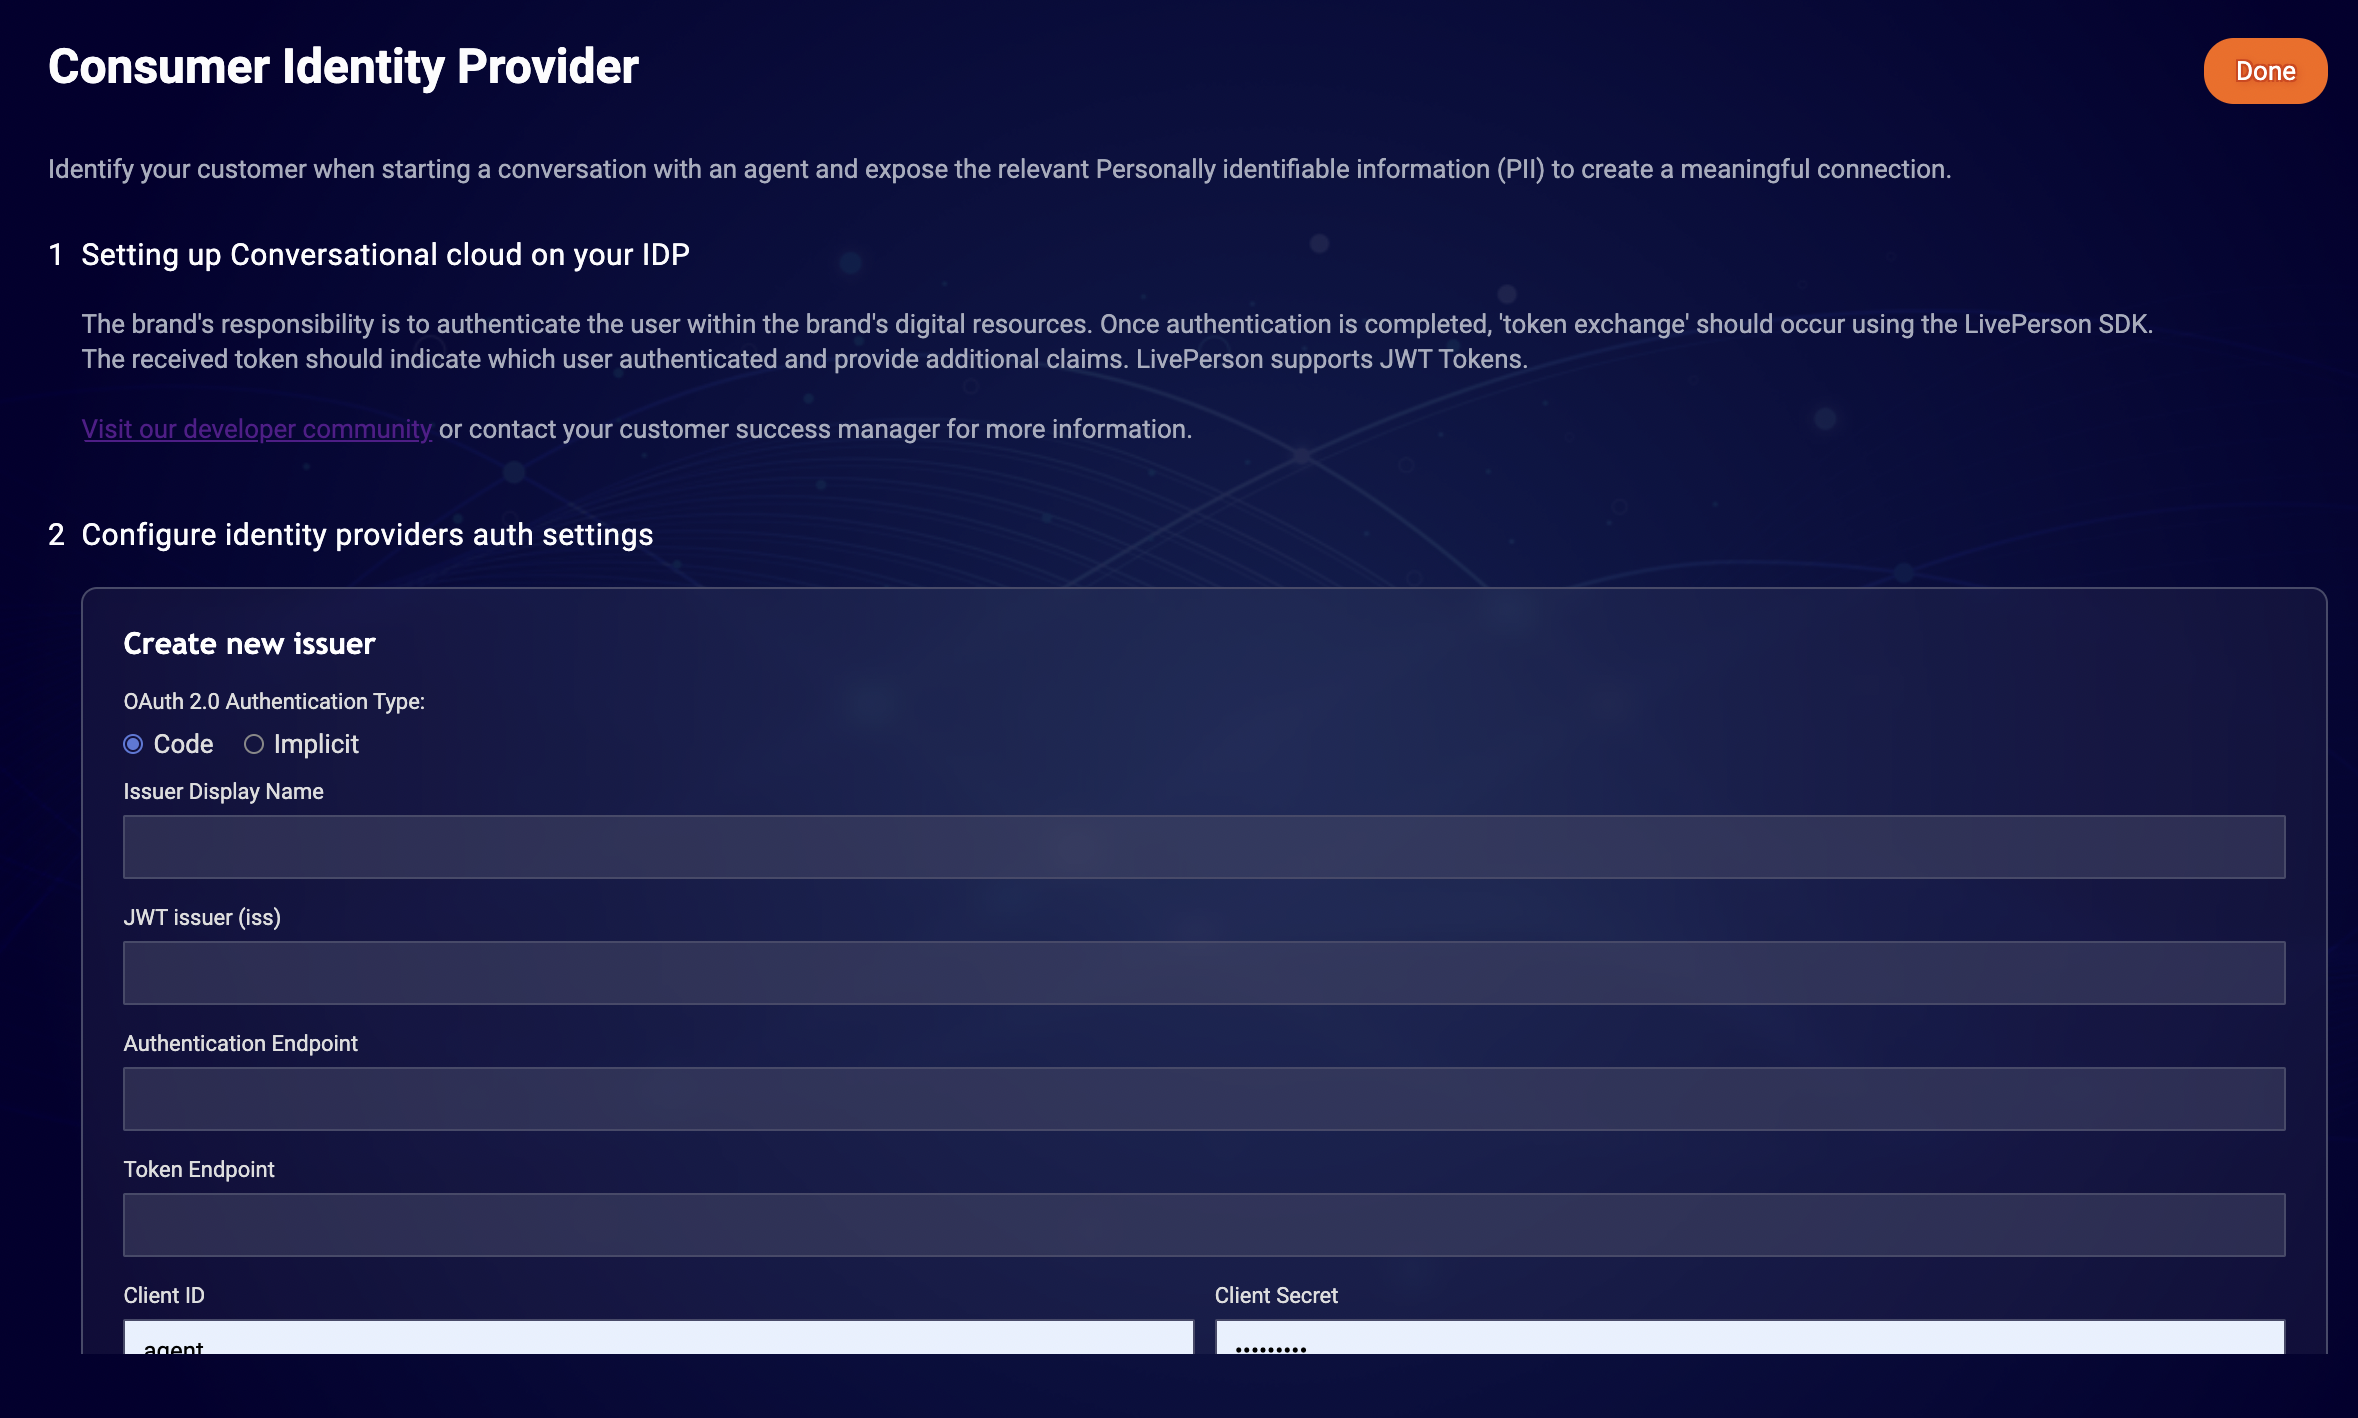 Consumer Identity Provider
Done
Identify your customer when starting a conversation with an agent and expose the relevant Personally identifiable information (PII) to create a meaningful connection.
1 Setting up Conversational cloud on your IDP
The brand's responsibility is to authenticate the user within the brand's digital resources. Once authentication is completed, 'token exchange' should occur using the LivePerson SDK.
The received token should indicate which user authenticated and provide additional claims. LivePerson supports JWT Tokens.
Visit our developer community or contact your customer success manager for more information.
2 Configure identity providers auth settings
Create new issuer
OAuth 2.0 Authentication Type:
Code Implicit
Issuer Display Name
JWT issuer (iss)
Authentication Endpoint
Token Endpoint
Client ID Client Secret
agent •••••••••